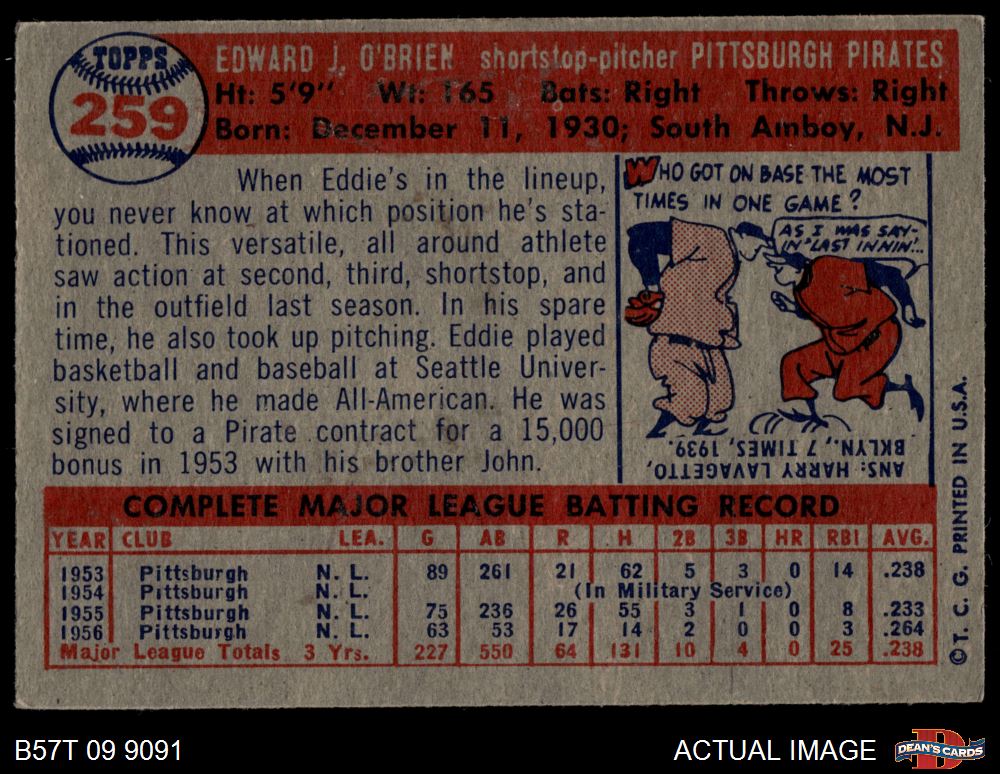 TOPPS
259
EDWARD J. O'BRIEN shortstop-pitcher PITTSBURGH PIRATES
Ht: 5'9" Wt: 165 Bats: Right Throws: Right
Born: December 11, 1930; South Amboy, N.J.
When Eddie's in the lineup,
you never know at which position he's sta-
tioned. This versatile, all around athlete
saw action at second, third, shortstop, and
in the outfield last season. In his spare
time, he also took up pitching. Eddie played
basketball and baseball at Seattle Univer-
sity, where he made All-American. He was
signed to a Pirate contract for a 15,000
bonus in 1953 with his brother John.
WHO GOT ON BASE THE MOST
TIMES IN ONE GAME?
AS I WAS SAY-
IN "LAST INNIN'...
ANS: HARRY LAVAGETTO,
BKLYN., 7 TIMES, 1939.
COMPLETE MAJOR LEAGUE BATTING RECORD
YEAR CLUB LEA. G AB R H 2B 3B HR RBI AVG.
1953 Pittsburgh N. L. 89 261 21 62 5 3 0 14 .238
1954 Pittsburgh N. L. (In Military Service)
1955 Pittsburgh N. L. 75 236 26 55 3 1 0 8 .233
1956 Pittsburgh N. L. 63 53 17 14 2 0 0 3 .264
Major League Totals 3 Yrs. 227 550 64 131 10 4 0 25 .238
© T. C. G. PRINTED IN U.S.A.
B57T 09 9091
ACTUAL IMAGE
DEAN'S CARDS